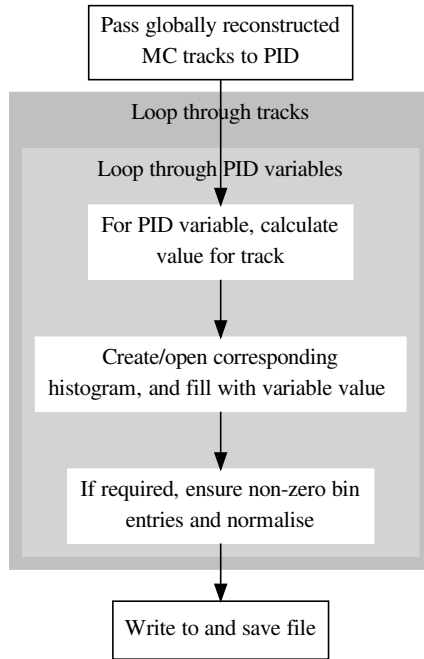 Pass globally reconstructed
MC tracks to PID
Loop through tracks
Loop through PID variables
For PID variable, calculate
value for track
Create/open corresponding
histogram, and fill with variable value
If required, ensure non-zero bin
entries and normalise
Write to and save file